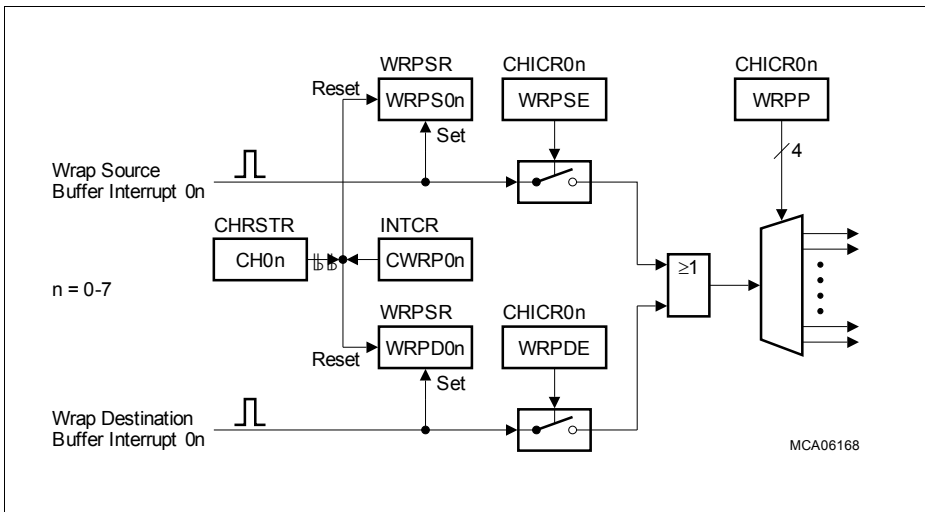 WRPSR
CHICR0n
CHICR0n
Reset
WRPS0n
WRPSE
WRPP
Set
4
Wrap Source
Buffer Interrupt 0n
CHRSTR
INTCR
CH0n
CWRP0n
≥1
n = 0-7
WRPSR
CHICR0n
Reset
WRPD0n
WRPDE
Set
Wrap Destination
Buffer Interrupt 0n
MCA06168